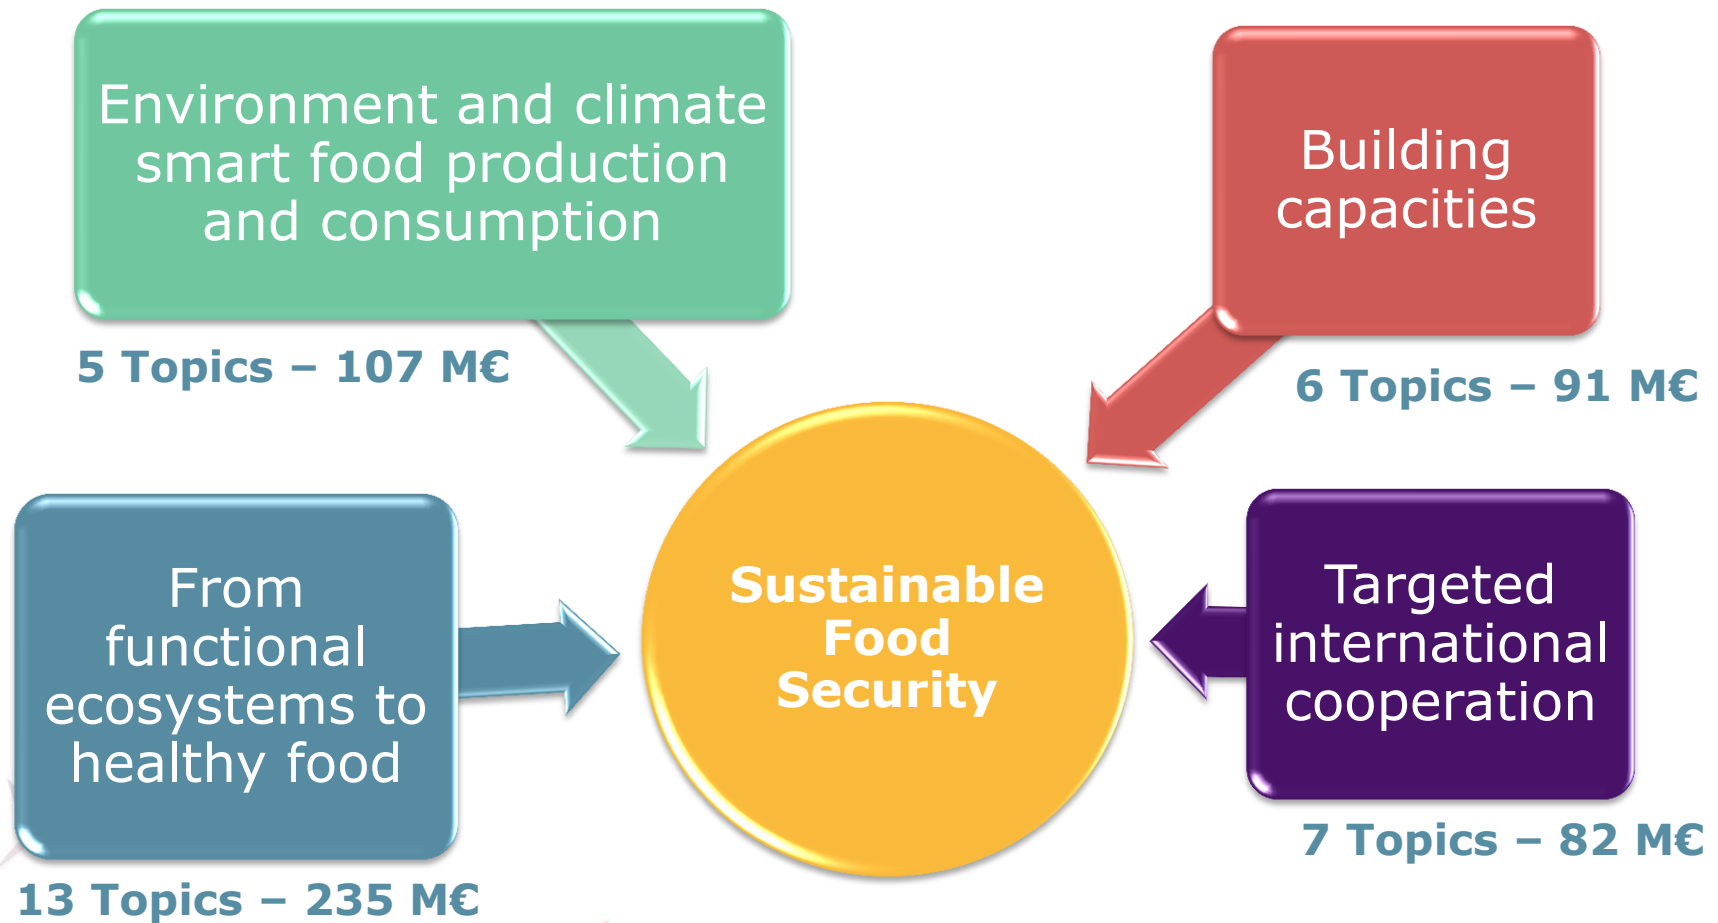 Environment and climate
smart food production
and consumption
5 Topics – 107 M€
Building
capacities
6 Topics – 91 M€
From
functional
ecosystems to
healthy food
13 Topics – 235 M€
Sustainable
Food
Security
Targeted
international
cooperation
7 Topics – 82 M€